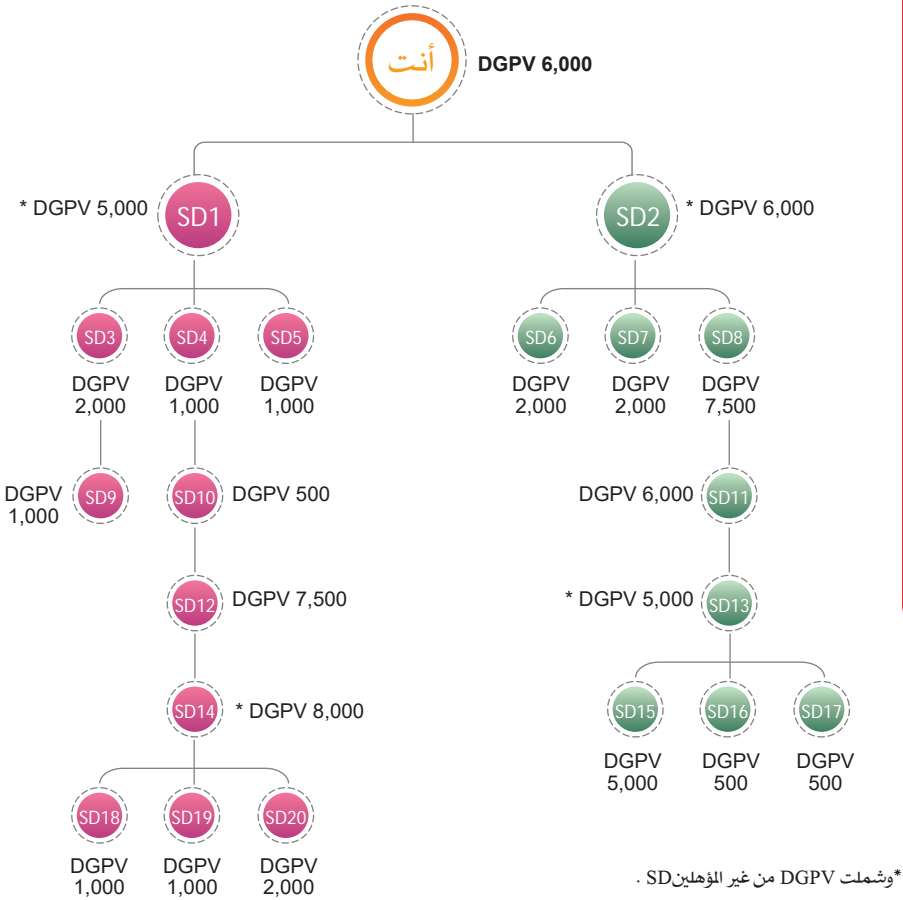 أنت
DGPV 6,000
* DGPV 5,000
SD1
SD2
* DGPV 6,000
SD3
SD4
SD5
SD6
SD7
SD8
DGPV
2,000
DGPV
1,000
DGPV
1,000
DGPV
2,000
DGPV
2,000
DGPV
7,500
DGPV
1,000
SD9
SD10
DGPV 500
DGPV 6,000
SD11
SD12
DGPV 7,500
* DGPV 5,000
SD13
SD14
* DGPV 8,000
SD15
SD16
SD17
DGPV
5,000
DGPV
500
DGPV
500
SD18
SD19
SD20
DGPV
1,000
DGPV
1,000
DGPV
2,000
*وشملت DGPV من غير المؤهلينSD .